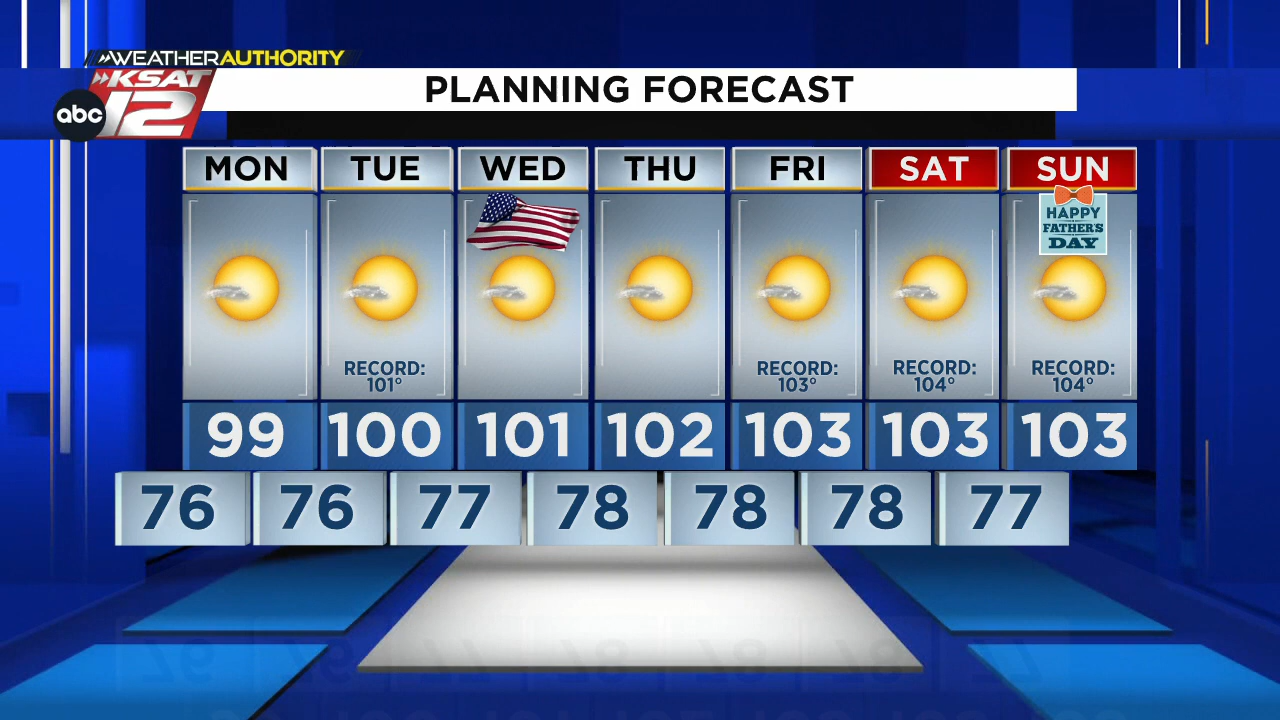 WEATHERAUTHORITY
KSAT
abc 12
PLANNING FORECAST
MON TUE WED THU FRI SAT SUN
HAPPY
FATHER'S
DAY
RECORD: RECORD: RECORD: RECORD:
101° 103° 104° 104°
99 100 101 102 103 103 103
76 76 77 78 78 78 77